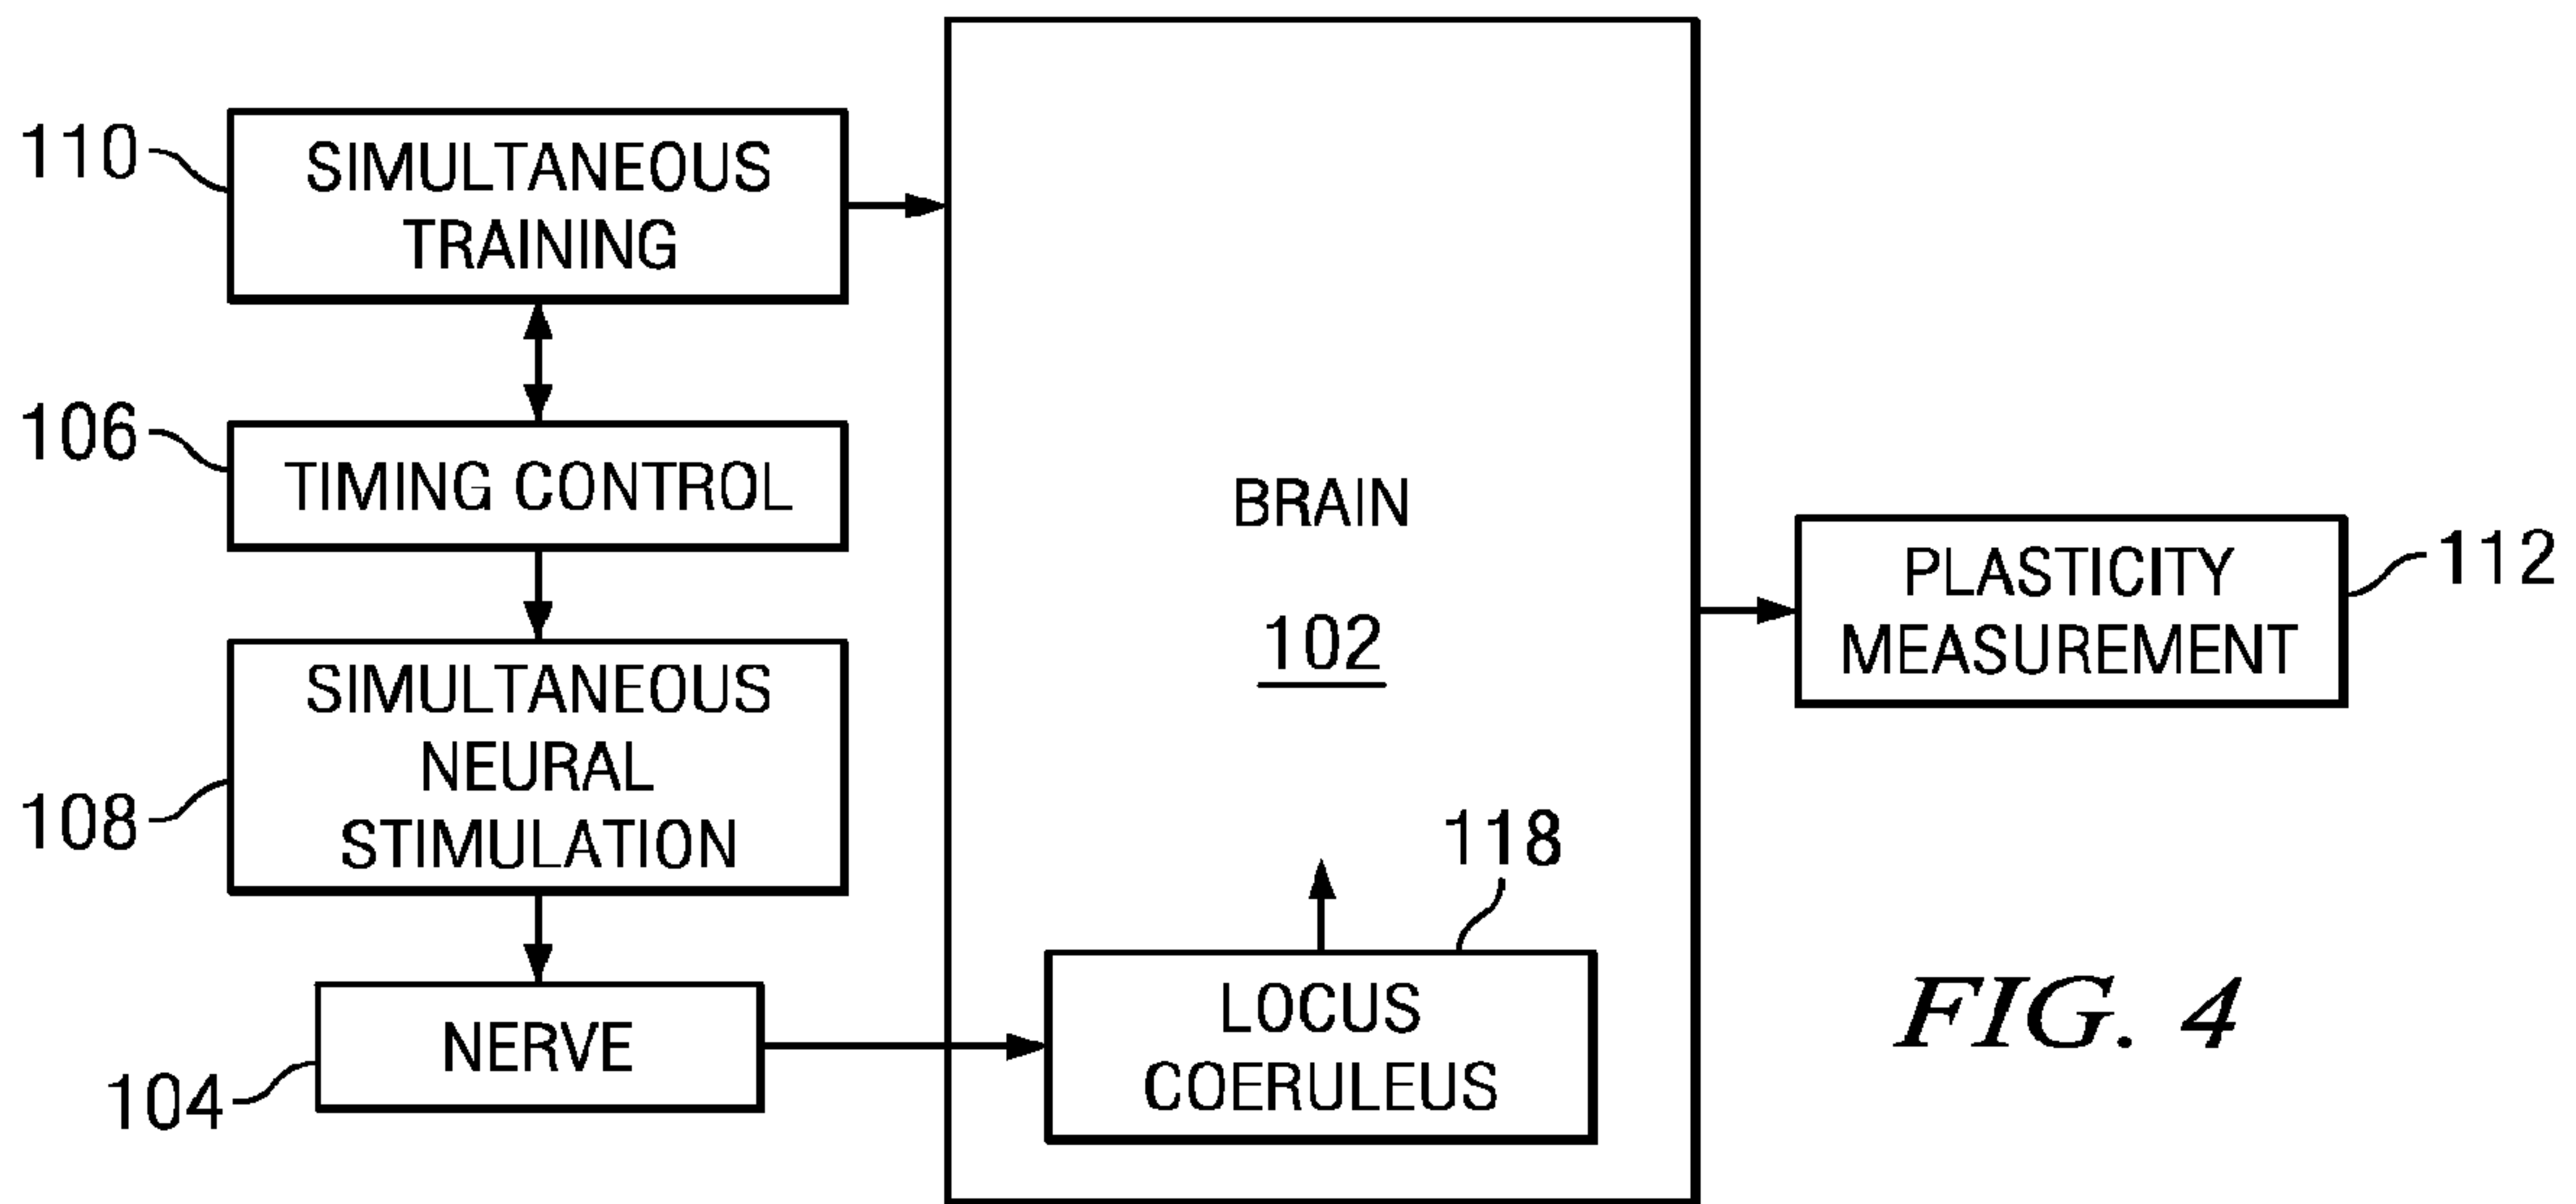 110
SIMULTANEOUS
TRAINING
106
TIMING CONTROL
108
SIMULTANEOUS
NEURAL
STIMULATION
104
NERVE
BRAIN
102
118
LOCUS
COERULEUS
PLASTICITY
MEASUREMENT
112
FIG. 4